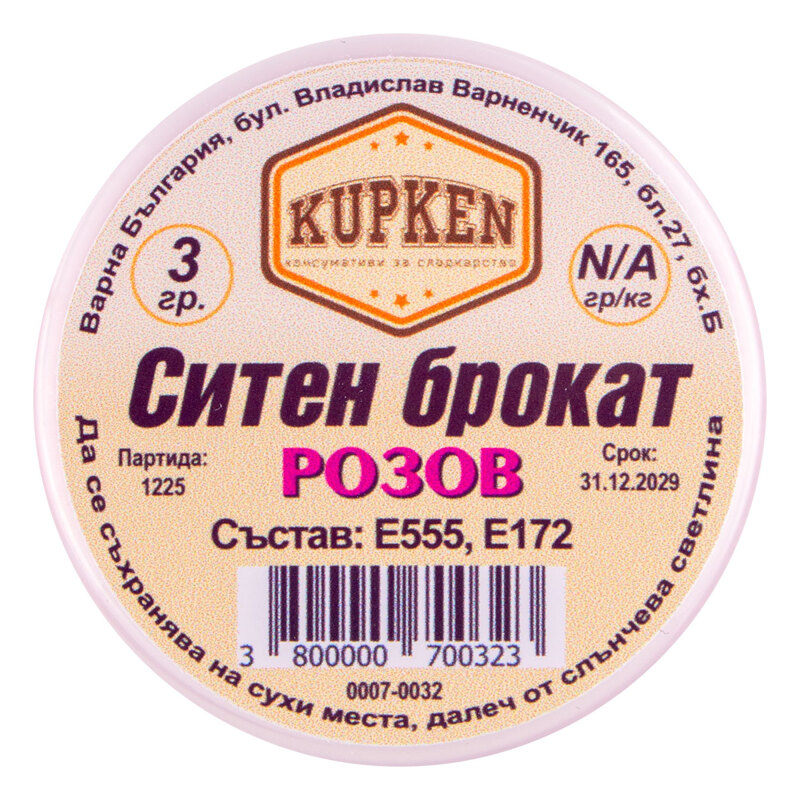 Варна България, бул. Владислав Варненчик 165, бл.27, бх.Б
KUPKEN
консумативи за сладкарство
3
гр.
N/A
гр/кг
Ситен брокат
РОЗОВ
Партида:
1225
Срок:
31.12.2029
Състав: E555, E172
3 800000 700323
0007-0032
Да се съхранява на сухи места, далеч от слънчева светлина